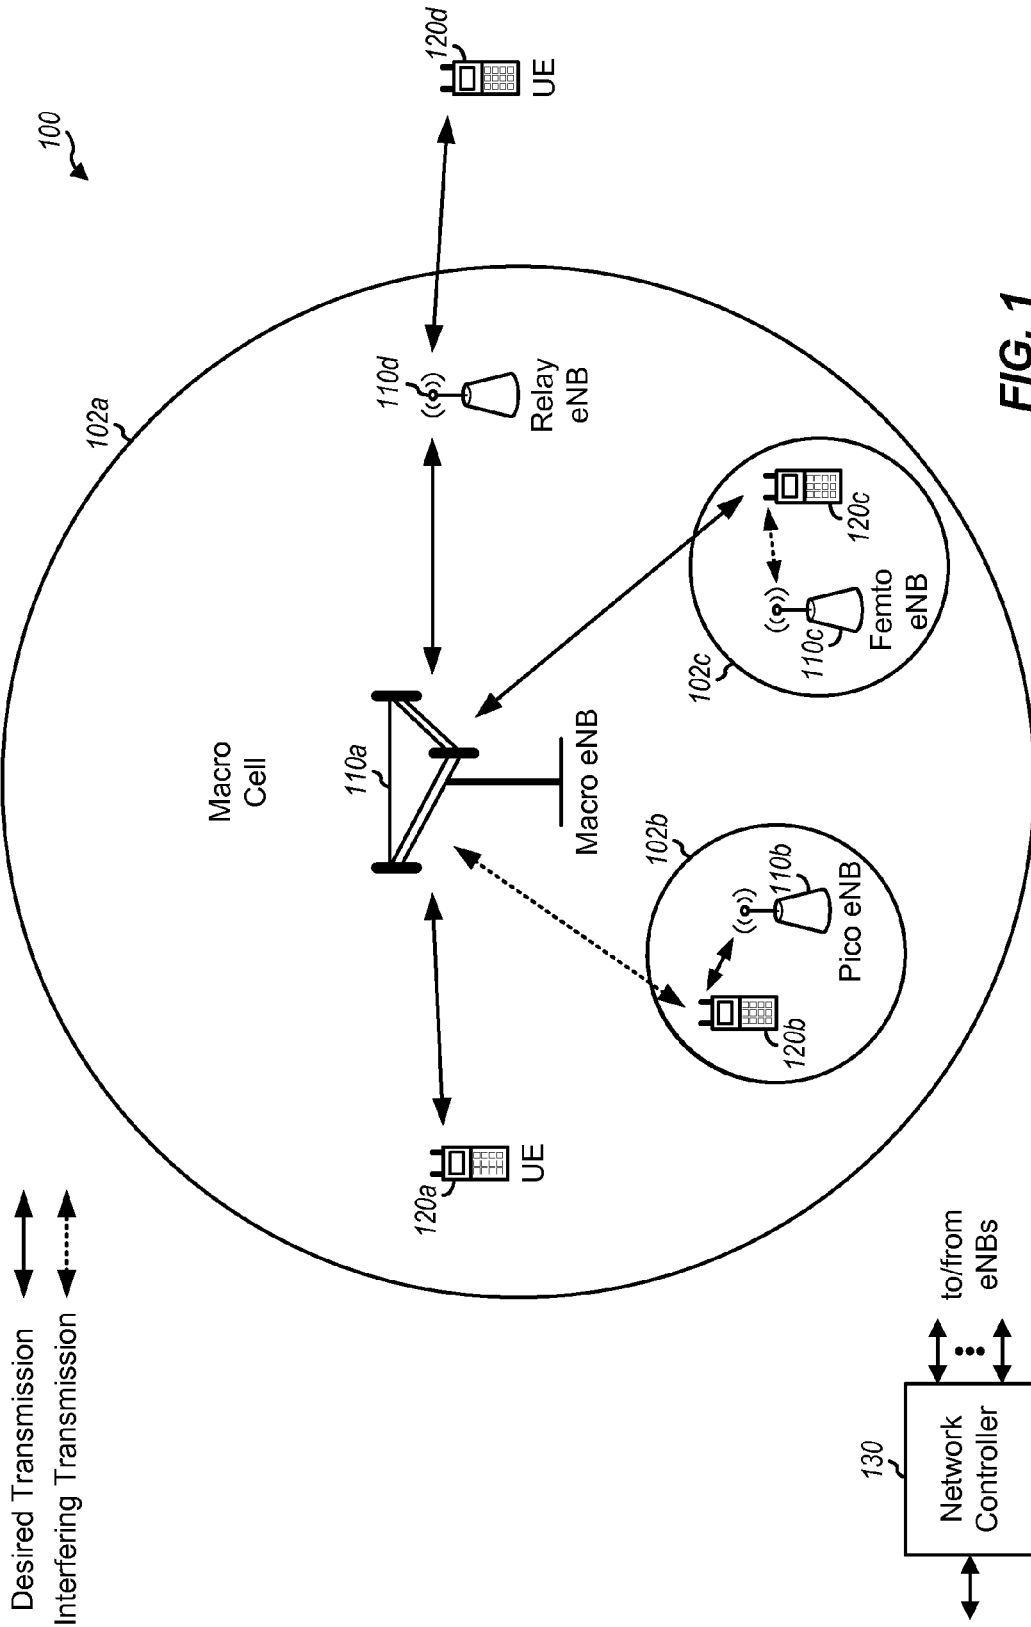 Desired Transmission
Interfering Transmission
100
102a
Macro
Cell
110a
110d
120a
UE
120d
UE
Relay
eNB
Macro eNB
102b
102c
120b
110b
Pico eNB
110c
120c
Femto
eNB
130
Network
Controller
to/from
eNBs
FIG. 1